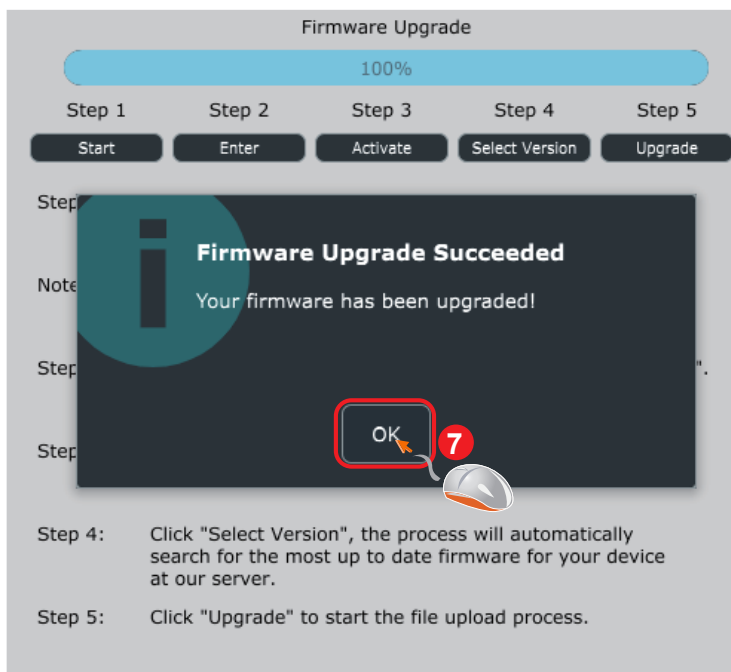 Firmware Upgrade
100%
Step 1 Step 2 Step 3 Step 4 Step 5
Start Enter Activate Select Version Upgrade
Step
Firmware Upgrade Succeeded
Note
Your firmware has been upgraded!
Step
".
OK
7
Step
Step 4: Click "Select Version", the process will automatically
search for the most up to date firmware for your device
at our server.
Step 5: Click "Upgrade" to start the file upload process.